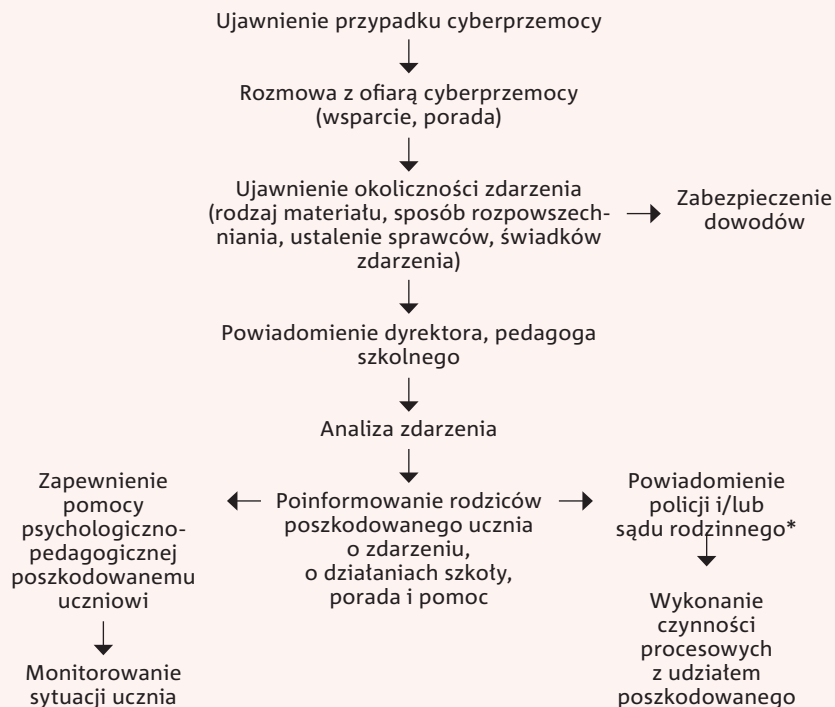 Ujawnienie przypadku cyberprzemocy
Rozmowa z ofiarą cyberprzemocy
(wsparcie, porada)
Ujawnienie okoliczności zdarzenia
(rodzaj materiału, sposób rozpowszech-
niania, ustalenie sprawców, świadków
zdarzenia)
Zabezpieczenie
dowodów
Powiadomienie dyrektora, pedagoga
szkolnego
Analiza zdarzenia
Zapewnienie
pomocy
psychologiczno-
pedagogicznej
poszkodowanemu
uczniowi
Monitorowanie
sytuacji ucznia
Poinformowanie rodziców
poszkodowanego ucznia
o zdarzeniu,
o działaniach szkoły,
porada i pomoc
Powiadomienie
policji i/lub
sądu rodzinnego*
Wykonanie
czynności
procesowych
z udziałem
poszkodowanego